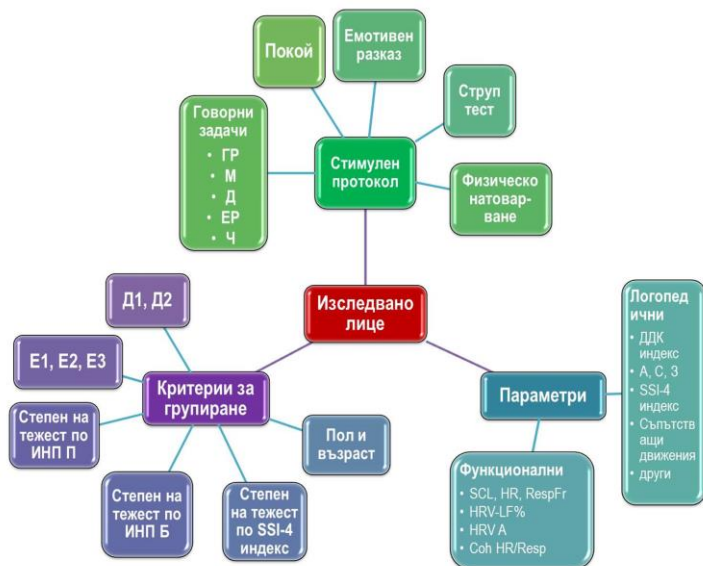 Покой
Емотивен
разказ
Струп
тест
Говорни
задачи
• ГР
• М
• Д
• ЕР
• Ч
Стимулен
протокол
Физическо
натовар-
ване
Изследвано
лице
Д1, Д2
Е1, Е2, Е3
Критерии за
групиране
Степен на
тежест по
ИНП П
Степен на
тежест по
ИНП Б
Степен
на тежест
по SSI-4
индекс
Пол и
възраст
Параметри
Логопед
ични
• ДДК
индекс
• А, С, З
• SSI-4
индекс
• Съпътств
ащи
движения
• други
Функционални
• SCL, HR, RespFr
• HRV-LF%
• HRV A
• Coh HR/Resp